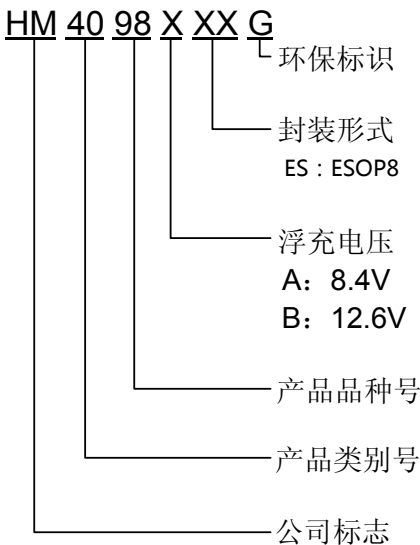 HM 40 98 X XX G
环保标识
封装形式
ES：ESOP8
浮充电压
A：8.4V
B：12.6V
产品品种号
产品类别号
公司标志